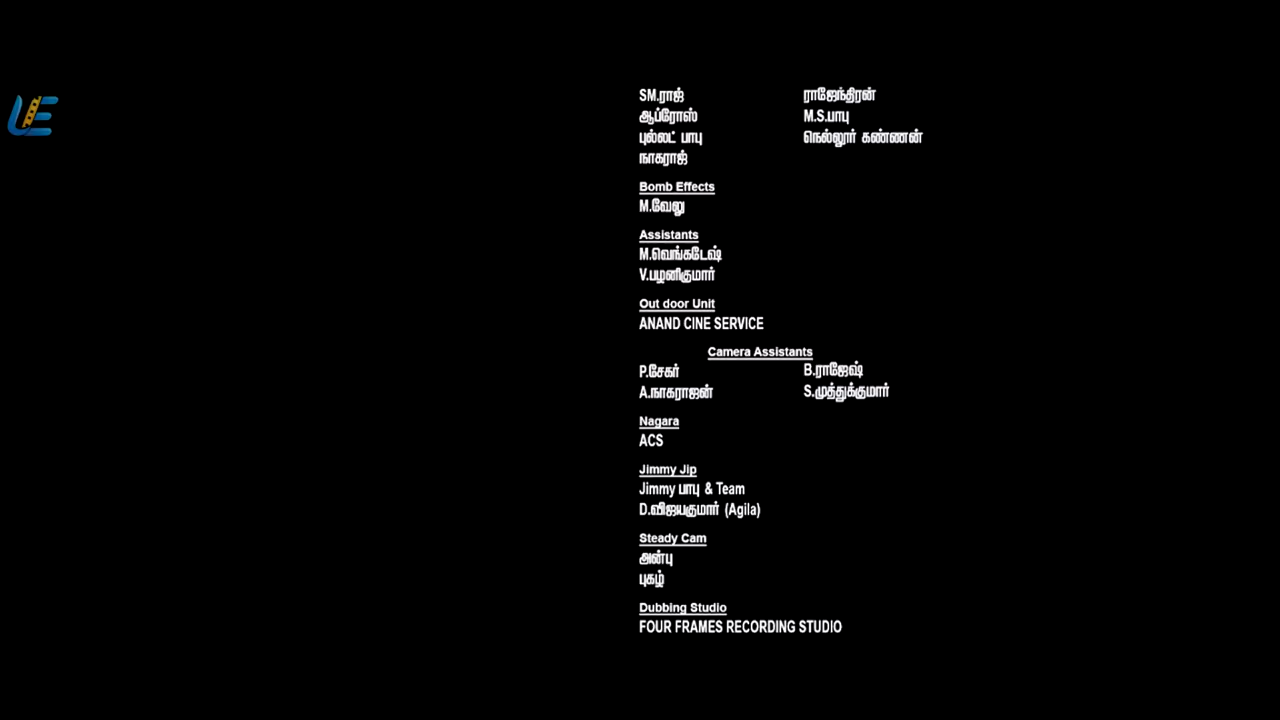 SM.ராஜ் ராஜேந்திரன்
ஆப்ரோஸ் M.S.பாபு
புல்லட் பாபு நெல்லூர் கண்ணன்
நாகராஜ்
Bomb Effects
M.வேலு
Assistants
M.வெங்கடேஷ்
V.பழனிகுமார்
Out door Unit
ANAND CINE SERVICE
Camera Assistants
P.சேகர் B.ராஜேஷ்
A.நாகராஜன் S.முத்துக்குமார்
Nagara
ACS
Jimmy Jip
Jimmy பாபு & Team
D.விஜயகுமார் (Agila)
Steady Cam
அன்பு
புகழ்
Dubbing Studio
FOUR FRAMES RECORDING STUDIO
UE